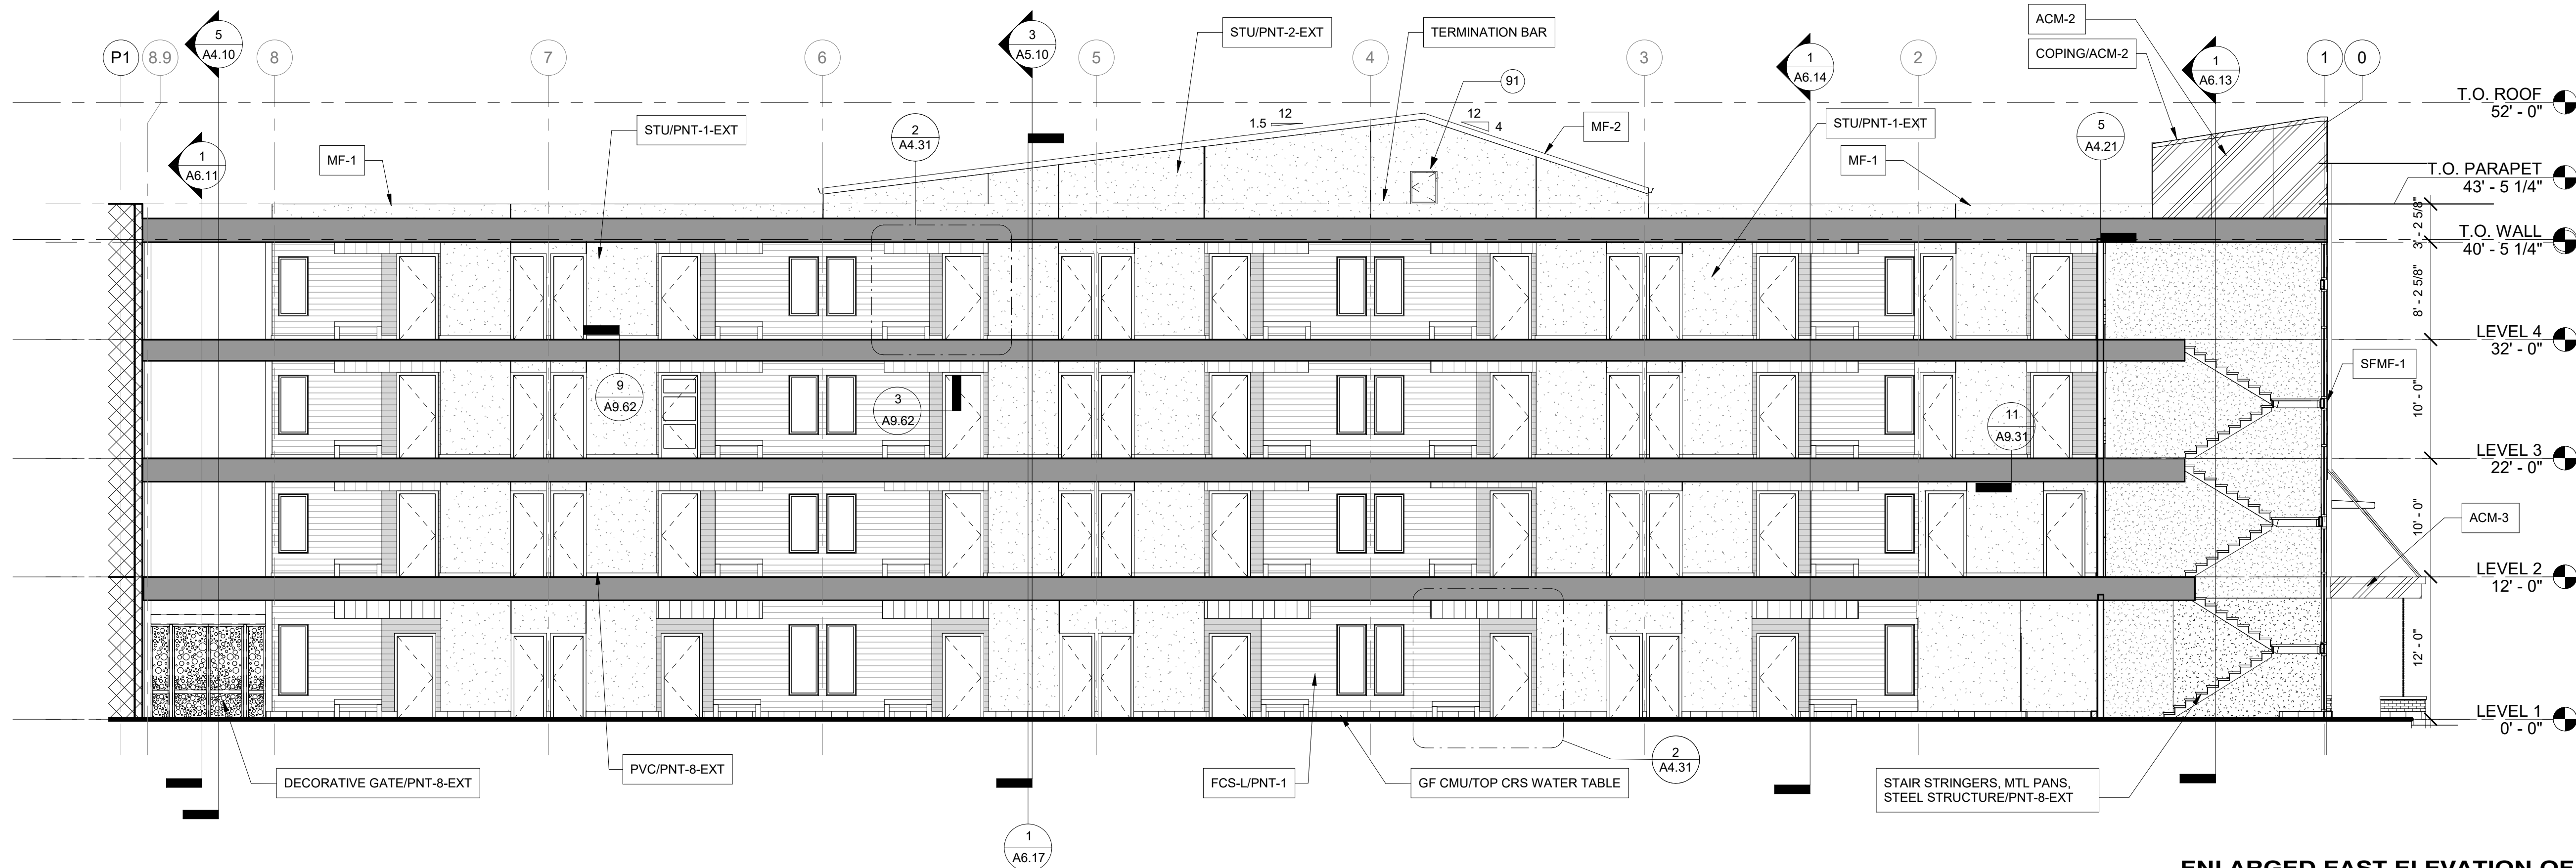 P1
8.9
5
A4.10
8
7
6
3
A5.10
5
4
3
1
A6.14
2
1
A6.13
1
0
STU/PNT-2-EXT
TERMINATION BAR
ACM-2
COPING/ACM-2
91
T.O. ROOF
52' - 0"
1
A6.11
MF-1
STU/PNT-1-EXT
2
A4.31
12
1.5
12
4
MF-2
STU/PNT-1-EXT
MF-1
5
A4.21
T.O. PARAPET
43' - 5 1/4"
3' - 2 5/8"
T.O. WALL
40' - 5 1/4"
8' - 2 5/8"
LEVEL 4
32' - 0"
9
A9.62
3
A9.62
11
A9.31
SFMF-1
10' - 0"
LEVEL 3
22' - 0"
10' - 0"
ACM-3
LEVEL 2
12' - 0"
12' - 0"
LEVEL 1
0' - 0"
DECORATIVE GATE/PNT-8-EXT
PVC/PNT-8-EXT
FCS-L/PNT-1
GF CMU/TOP CRS WATER TABLE
2
A4.31
STAIR STRINGERS, MTL PANS,
STEEL STRUCTURE/PNT-8-EXT
1
A6.17
ENLARGED EAST ELEVATION OF